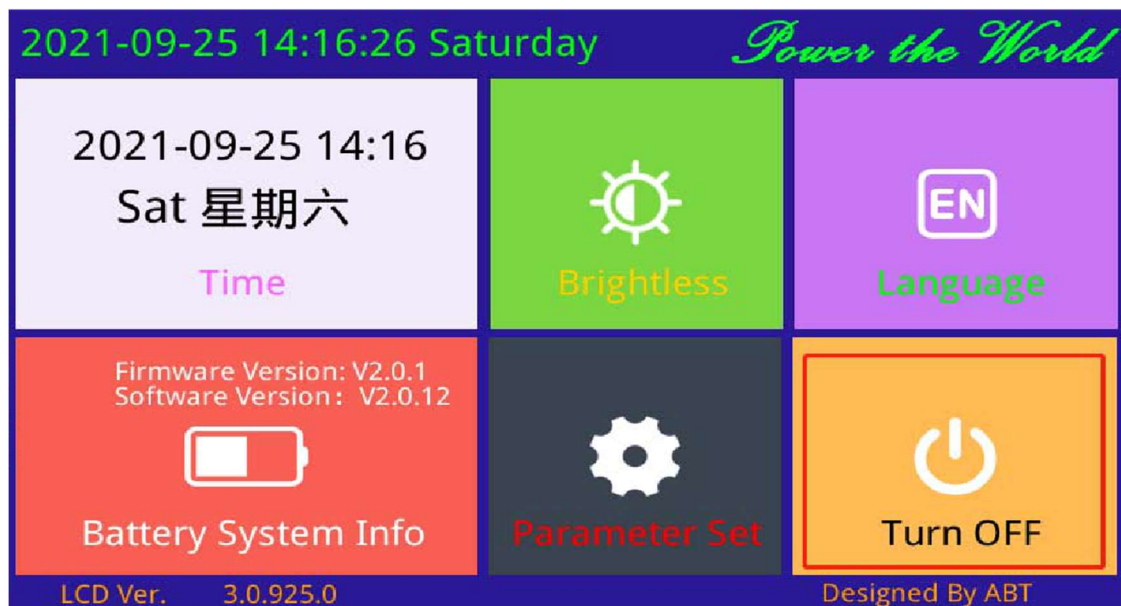 2021-09-25 14:16:26 Saturday
Power the World
2021-09-25 14:16
Sat 星期六
Time
Brightless
EN
Language
Firmware Version: V2.0.1
Software Version：V2.0.12
Battery System Info
Parameter Set
Turn OFF
LCD Ver. 3.0.925.0
Designed By ABT